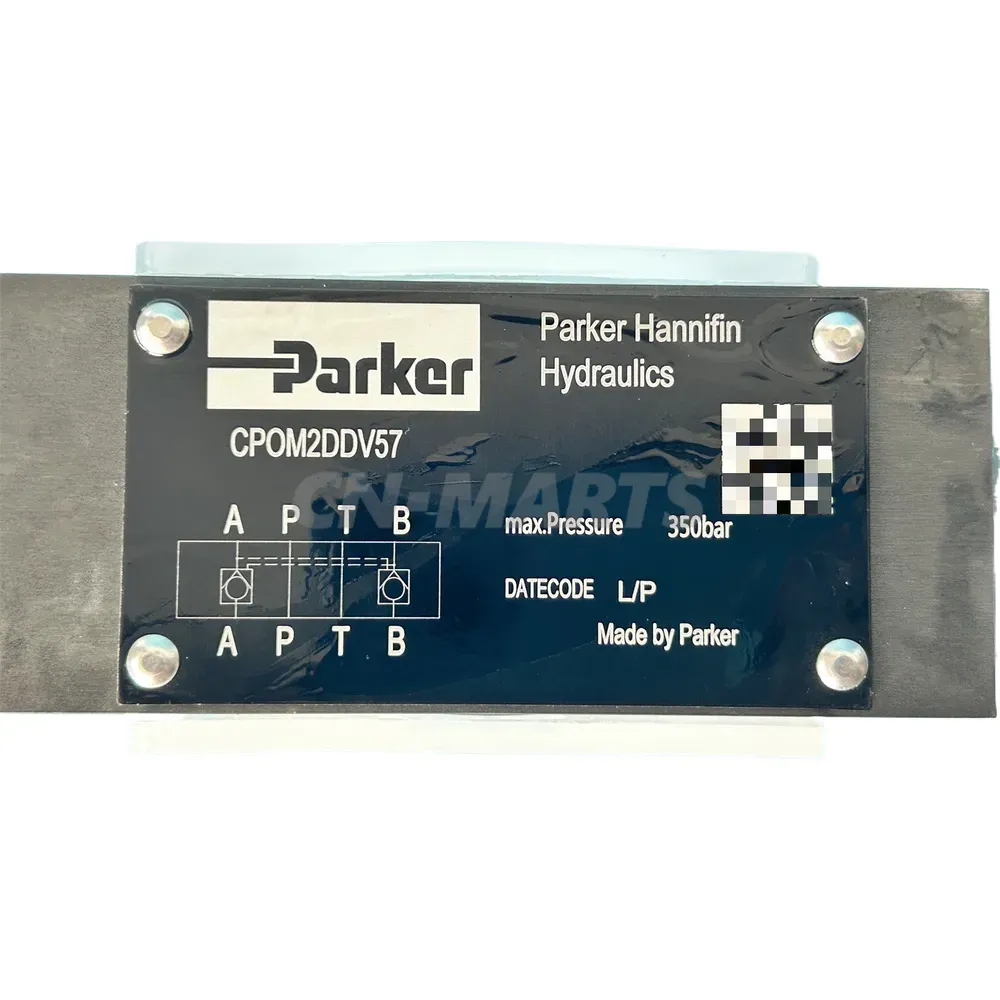 Parker
Parker Hannifin
Hydraulics
CPOM2DDV57
CN-MARTS
A P T B
max.Pressure 350bar
DATECODE L/P
Made by Parker
A P T B